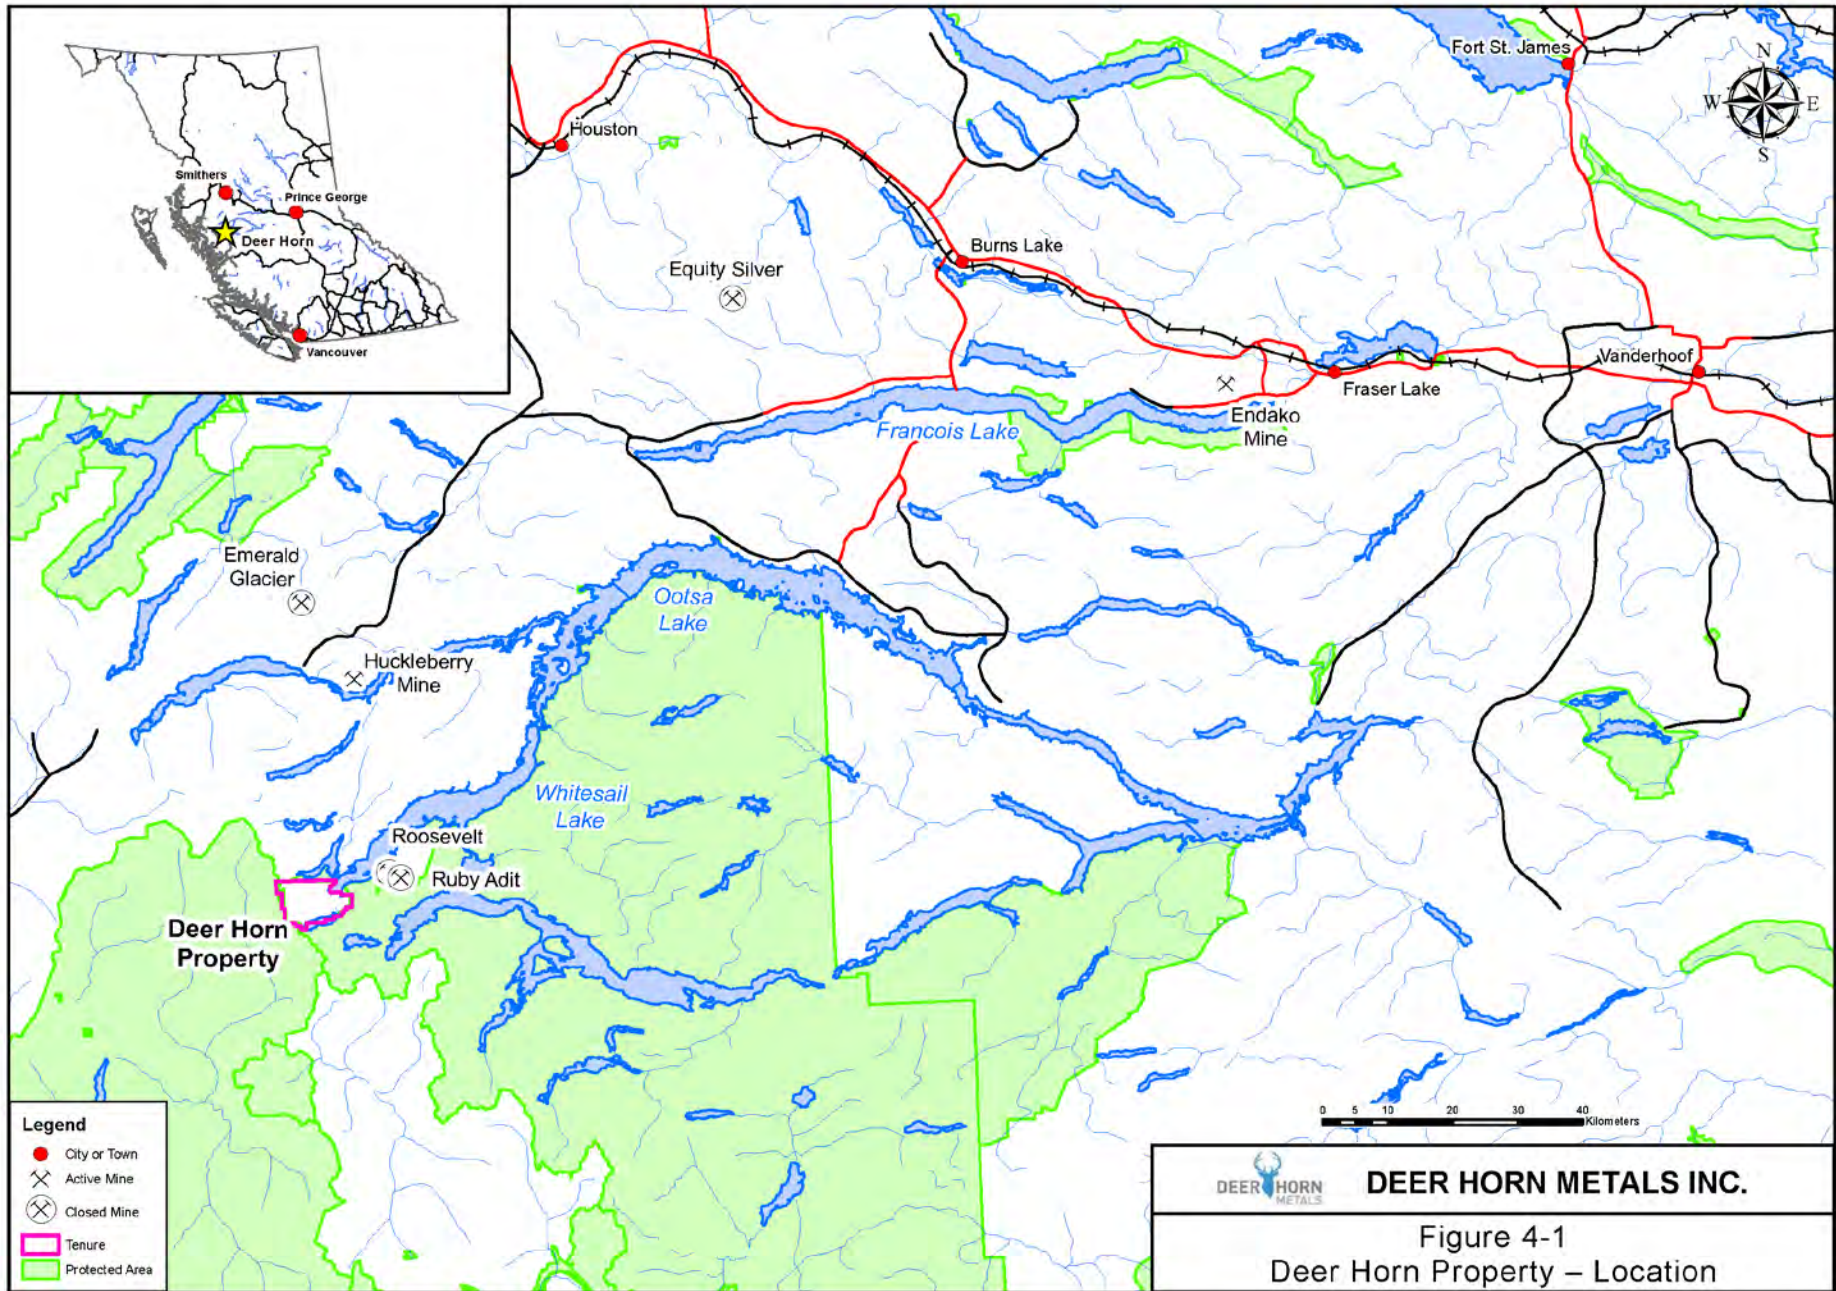 Smithers
Prince George
Deer Horn
Vancouver
Fort St. James
N
W E
S
Houston
Burns Lake
Equity Silver
Vanderhoof
Fraser Lake
Endako
Mine
Francois Lake
Emerald
Glacier
Ootsa
Lake
Huckleberry
Mine
Whitesail
Lake
Roosevelt
Ruby Adit
Deer Horn
Property
Legend
City or Town
Active Mine
Closed Mine
Tenure
Protected Area
0 5 10 20 30 40
Kilometers
DEER HORN
METALS
DEER HORN METALS INC.
Figure 4-1
Deer Horn Property – Location